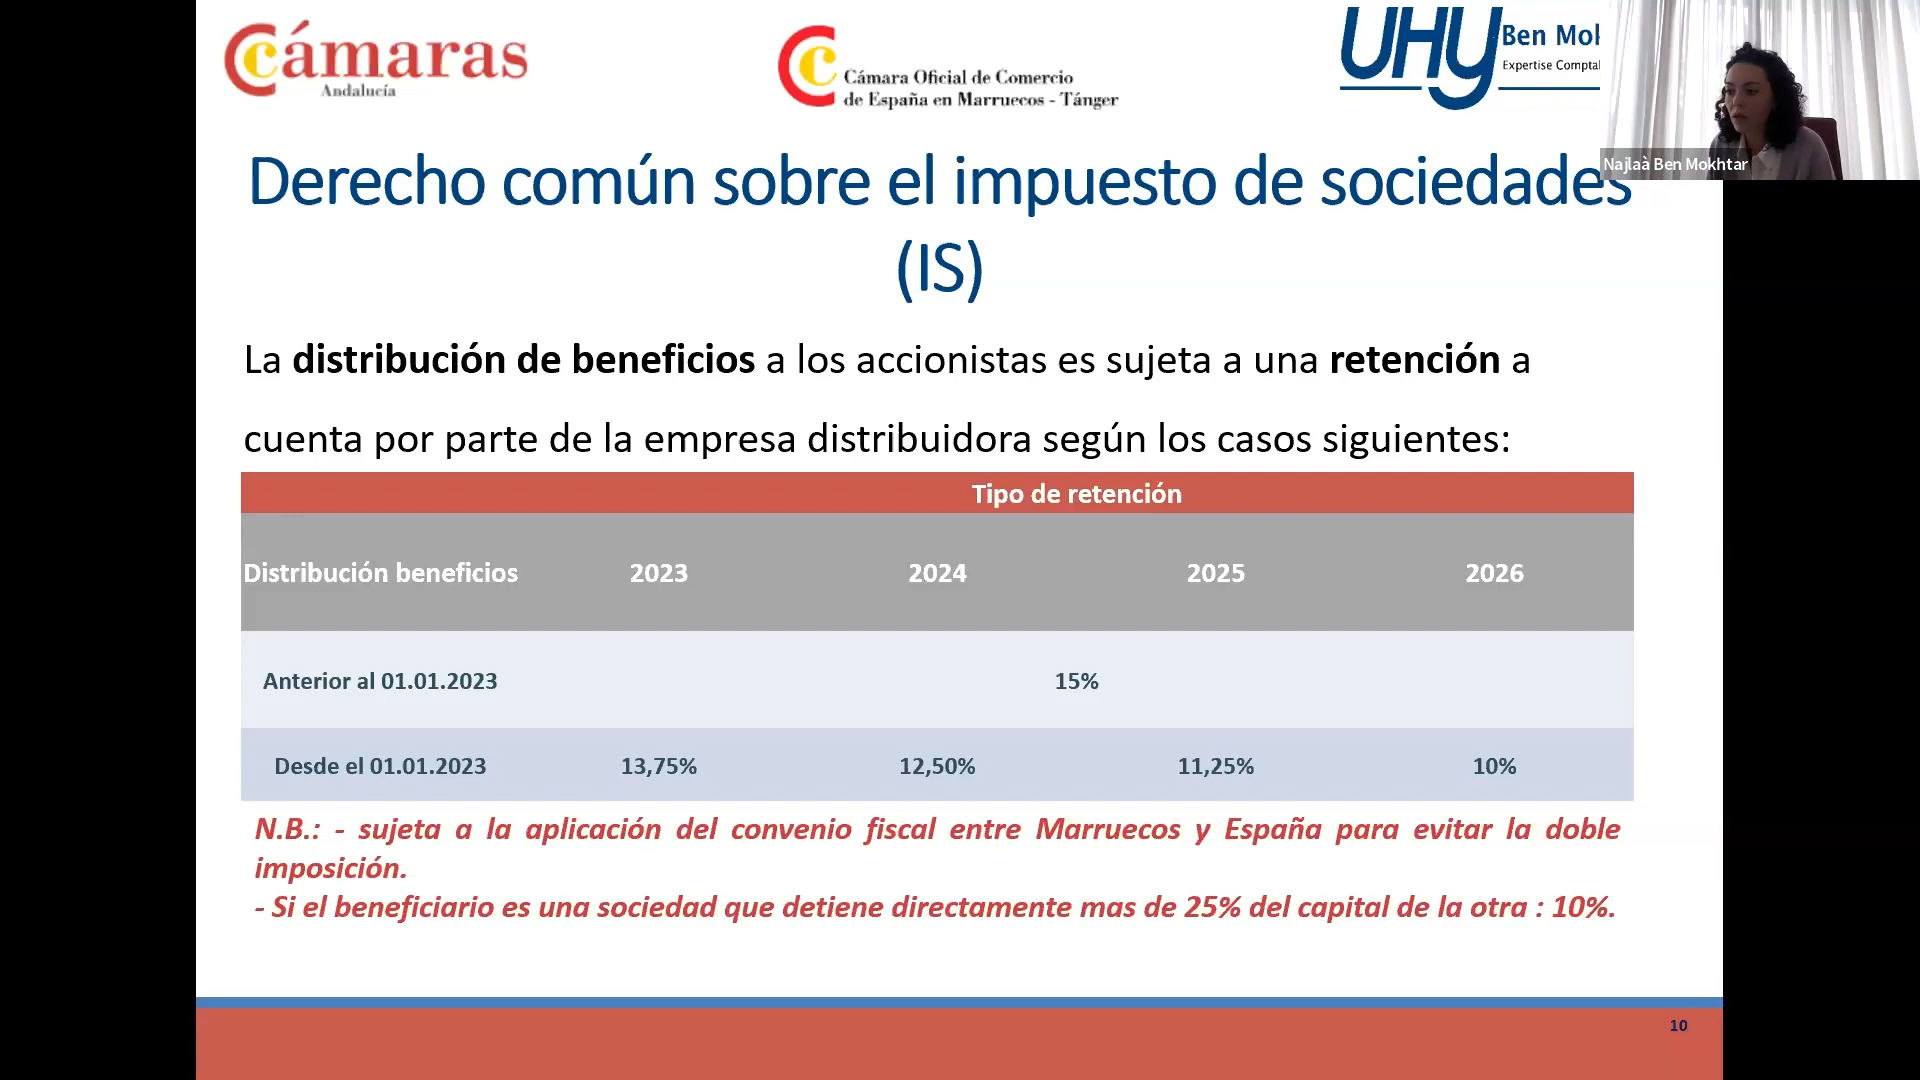 Cámaras
Andalucía
Cámara Oficial de Comercio
de España en Marruecos - Tánger
UHY
Ben
Expertise
Najlaà Ben Mokhtar
Derecho común sobre el impuesto de sociedades
(IS)
La distribución de beneficios a los accionistas es sujeta a una retención a
cuenta por parte de la empresa distribuidora según los casos siguientes:
Tipo de retención
Distribución beneficios 2023 2024 2025 2026
Anterior al 01.01.2023 15%
Desde el 01.01.2023 13,75% 12,50% 11,25% 10%
N.B.: - sujeta a la aplicación del convenio fiscal entre Marruecos y España para evitar la doble
imposición.
- Si el beneficiario es una sociedad que detiene directamente mas de 25% del capital de la otra : 10%.
10